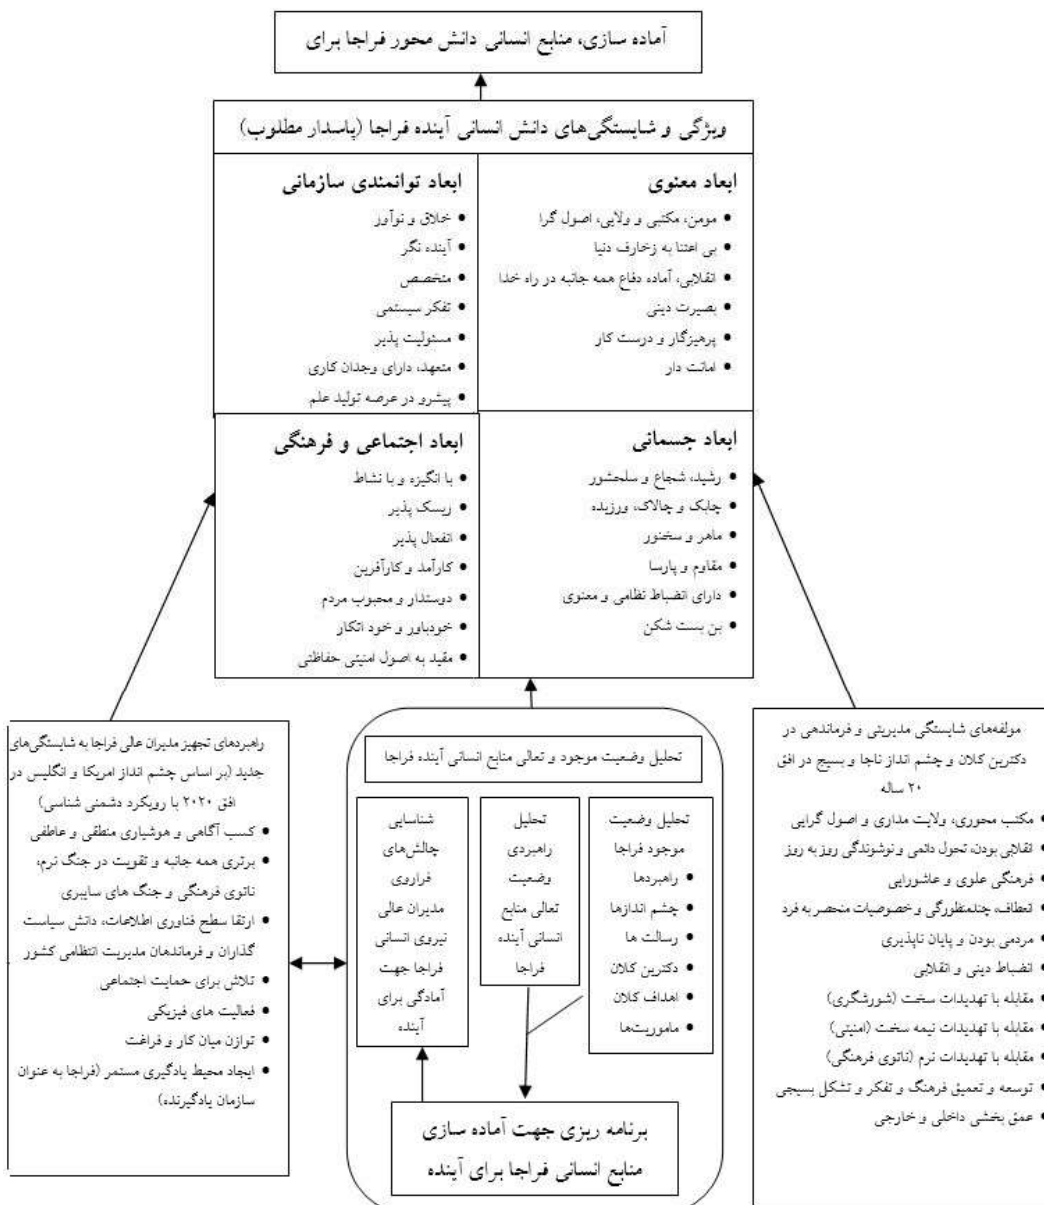 آماده سازی، منابع انسانی دانش محور فراجا برای
ویژگی و شایستگی‌های دانش انسانی آینده فراجا (پاسدار مطلوب)
ابعاد معنوی
• مومن، مکتبی و ولایی، اصول گرا
• بی اعتنا به زخارف دنیا
• انقلابی، آماده دفاع همه جانبه در راه خدا
• بصیرت دینی
• پرهیزگار و درست کار
• امانت دار
ابعاد توانمندی سازمانی
• خلاق و نوآور
• آینده نگر
• متخصص
• تفکر سیستمی
• مسئولیت پذیر
• متعهد، دارای وجدان کاری
• پیشرو در عرصه تولید علم
ابعاد جسمانی
• رشید، شجاع و سلحشور
• چابک و چالاک، ورزیده
• ماهر و سخنور
• مقاوم و پارسا
• دارای انضباط نظامی و معنوی
• بن بست شکن
ابعاد اجتماعی و فرهنگی
• با انگیزه و با نشاط
• ریسک پذیر
• انفعال پذیر
• کارآمد و کارآفرین
• دوستدار و محبوب مردم
• خودباور و خود اتکار
• مقید به اصول امنیتی حفاظتی
مولفه‌های شایستگی مدیریتی و فرماندهی در
دکترین کلان و چشم انداز ناجا و بسیج در افق
۲۰ ساله
• مکتب محوری، ولایت مداری و اصول گرایی
• انقلابی بودن، تحول دائمی و نوشوندگی روز به روز
• فرهنگی علوی و عاشورایی
• انعطاف، چندمنظورگی و خصوصیات منحصر به فرد
• مردمی بودن و پایان ناپذیری
• انضباط دینی و انقلابی
• مقابله با تهدیدات سخت (شورشگری)
• مقابله با تهدیدات نیمه سخت (امنیتی)
• مقابله با تهدیدات نرم (ناتوی فرهنگی)
• توسعه و تعمیق فرهنگ و تفکر و تشکل بسیجی
• عمق بخشی داخلی و خارجی
تحلیل وضعیت موجود و تعالی منابع انسانی آینده فراجا
تحلیل وضعیت
موجود فراجا
• راهبردها
• چشم اندازها
• رسالت ها
• دکترین کلان
• اهداف کلان
• ماموریت‌ها
تحلیل
راهبردی
وضعیت
تعالی منابع
انسانی آینده
فراجا
شناسایی
چالش‌های
فراروی
مدیران عالی
نیروی انسانی
فراجا جهت
آمادگی برای
آینده
برنامه ریزی جهت آماده سازی
منابع انسانی فراجا برای آینده
راهبردهای تجهیز مدیران عالی فراجا به شایستگی‌های
جدید (بر اساس چشم انداز امریکا و انگلیس در
افق ۲۰۲۰ با رویکرد دشمنی شناسی)
• کسب آگاهی و هوشیاری منطقی و عاطفی
• برتری همه جانبه و تقویت در جنگ نرم،
ناتوی فرهنگی و جنگ های سایبری
• ارتقا سطح فناوری اطلاعات، دانش سیاست
گذاران و فرماندهان مدیریت انتظامی کشور
• تلاش برای حمایت اجتماعی
• فعالیت های فیزیکی
• توازن میان کار و فراغت
• ایجاد محیط یادگیری مستمر (فراجا به عنوان
سازمان یادگیرنده)